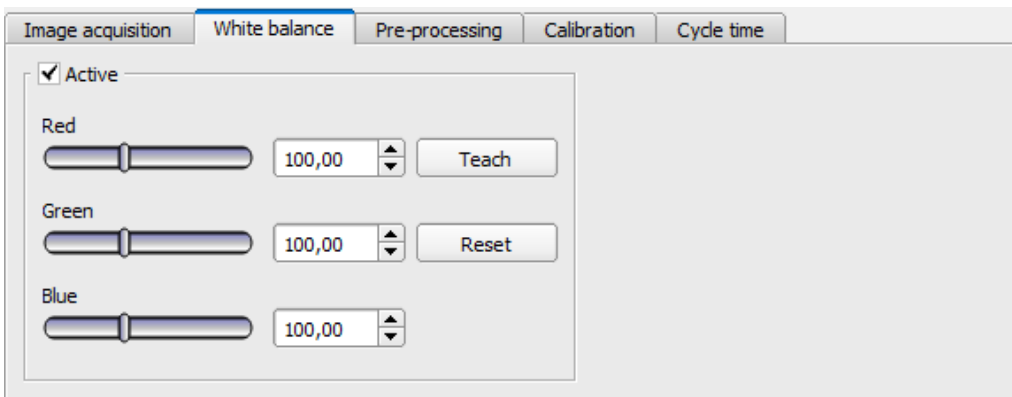 Image acquisition White balance Pre-processing Calibration Cycle time
Active
Red
100,00 Teach
Green
100,00 Reset
Blue
100,00